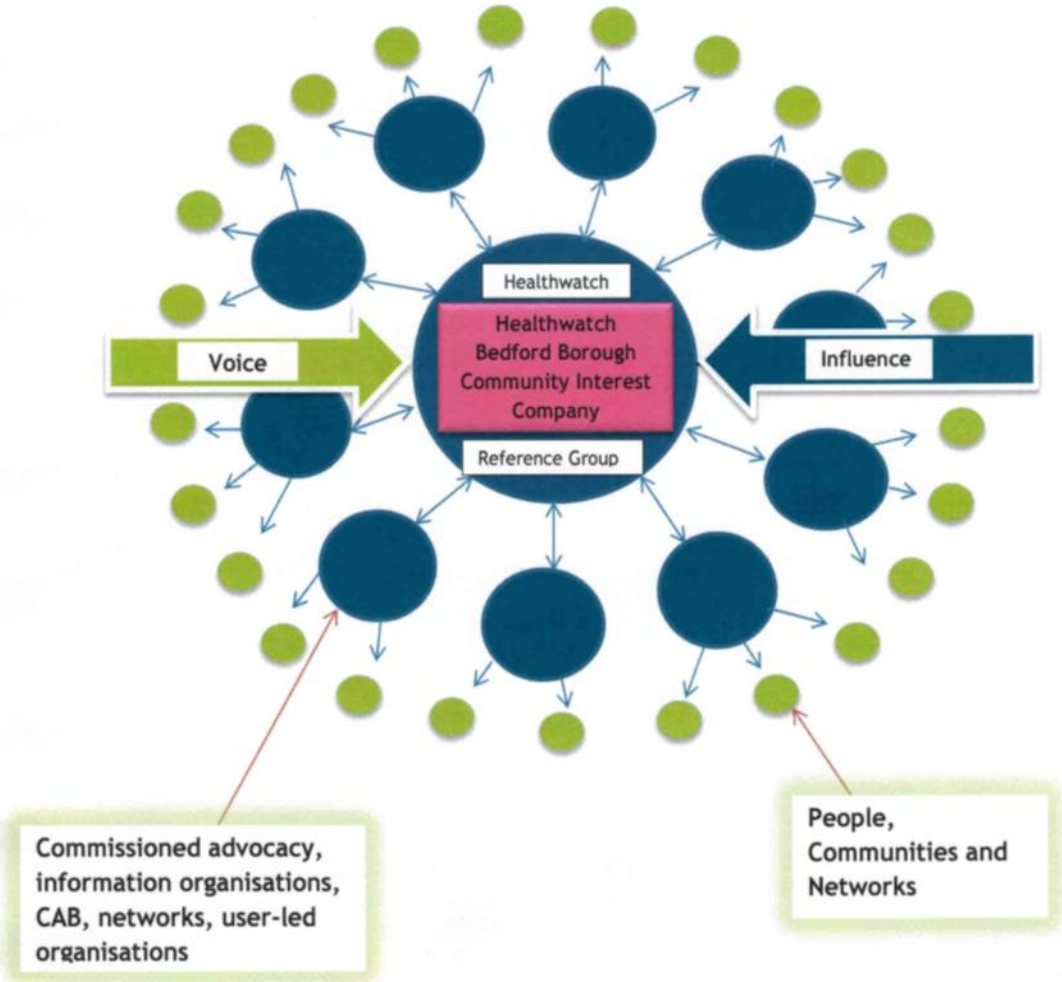 Healthwatch
Healthwatch
Bedford Borough
Community Interest
Company
Reference Group
Voice
Influence
Commissioned advocacy,
information organisations,
CAB, networks, user-led
organisations
People,
Communities and
Networks